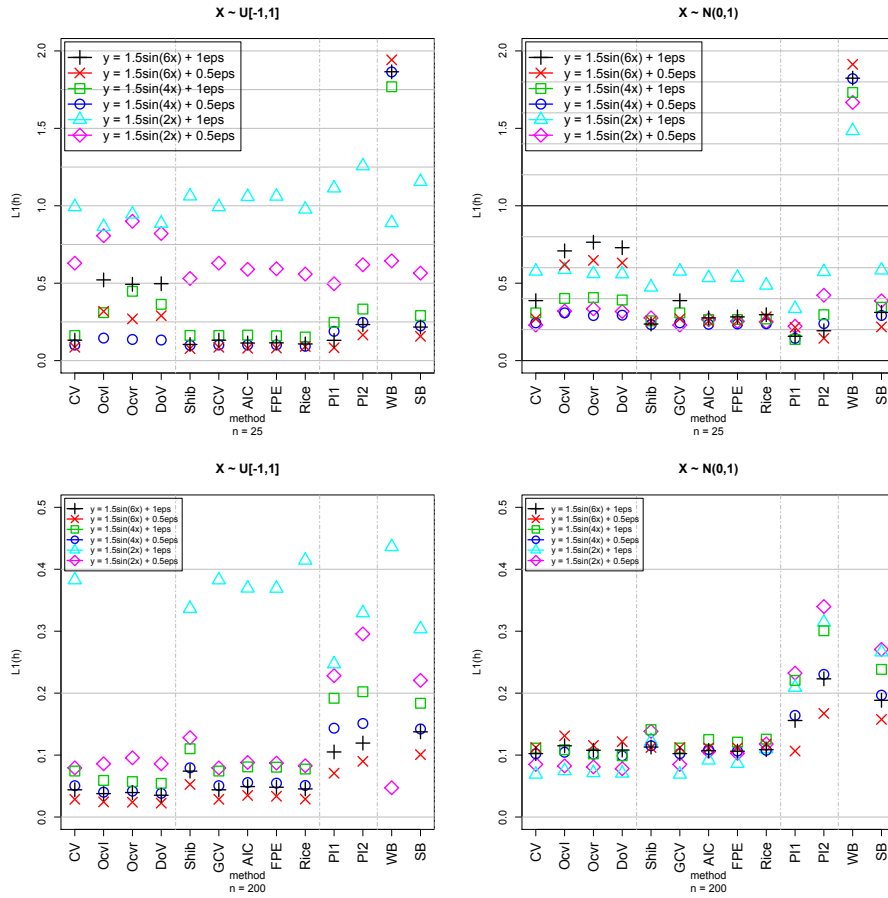 X ~ U[-1,1]
2.0
1.5
1.0
0.5
0.0
L1(h)
y = 1.5sin(6x) + 1eps
y = 1.5sin(6x) + 0.5eps
y = 1.5sin(4x) + 1eps
y = 1.5sin(4x) + 0.5eps
y = 1.5sin(2x) + 1eps
y = 1.5sin(2x) + 0.5eps
CV Ocvl Ocvr DoV Shib GCV AIC FPE Rice PI1 PI2 WB SB
method
n = 25
X ~ N(0,1)
2.0
1.5
1.0
0.5
0.0
L1(h)
y = 1.5sin(6x) + 1eps
y = 1.5sin(6x) + 0.5eps
y = 1.5sin(4x) + 1eps
y = 1.5sin(4x) + 0.5eps
y = 1.5sin(2x) + 1eps
y = 1.5sin(2x) + 0.5eps
CV Ocvl Ocvr DoV Shib GCV AIC FPE Rice PI1 PI2 WB SB
method
n = 25
X ~ U[-1,1]
0.5
0.4
0.3
0.2
0.1
0.0
L1(h)
y = 1.5sin(6x) + 1eps
y = 1.5sin(6x) + 0.5eps
y = 1.5sin(4x) + 1eps
y = 1.5sin(4x) + 0.5eps
y = 1.5sin(2x) + 1eps
y = 1.5sin(2x) + 0.5eps
CV Ocvl Ocvr DoV Shib GCV AIC FPE Rice PI1 PI2 WB SB
method
n = 200
X ~ N(0,1)
0.5
0.4
0.3
0.2
0.1
0.0
L1(h)
y = 1.5sin(6x) + 1eps
y = 1.5sin(6x) + 0.5eps
y = 1.5sin(4x) + 1eps
y = 1.5sin(4x) + 0.5eps
y = 1.5sin(2x) + 1eps
y = 1.5sin(2x) + 0.5eps
CV Ocvl Ocvr DoV Shib GCV AIC FPE Rice PI1 PI2 WB SB
method
n = 200